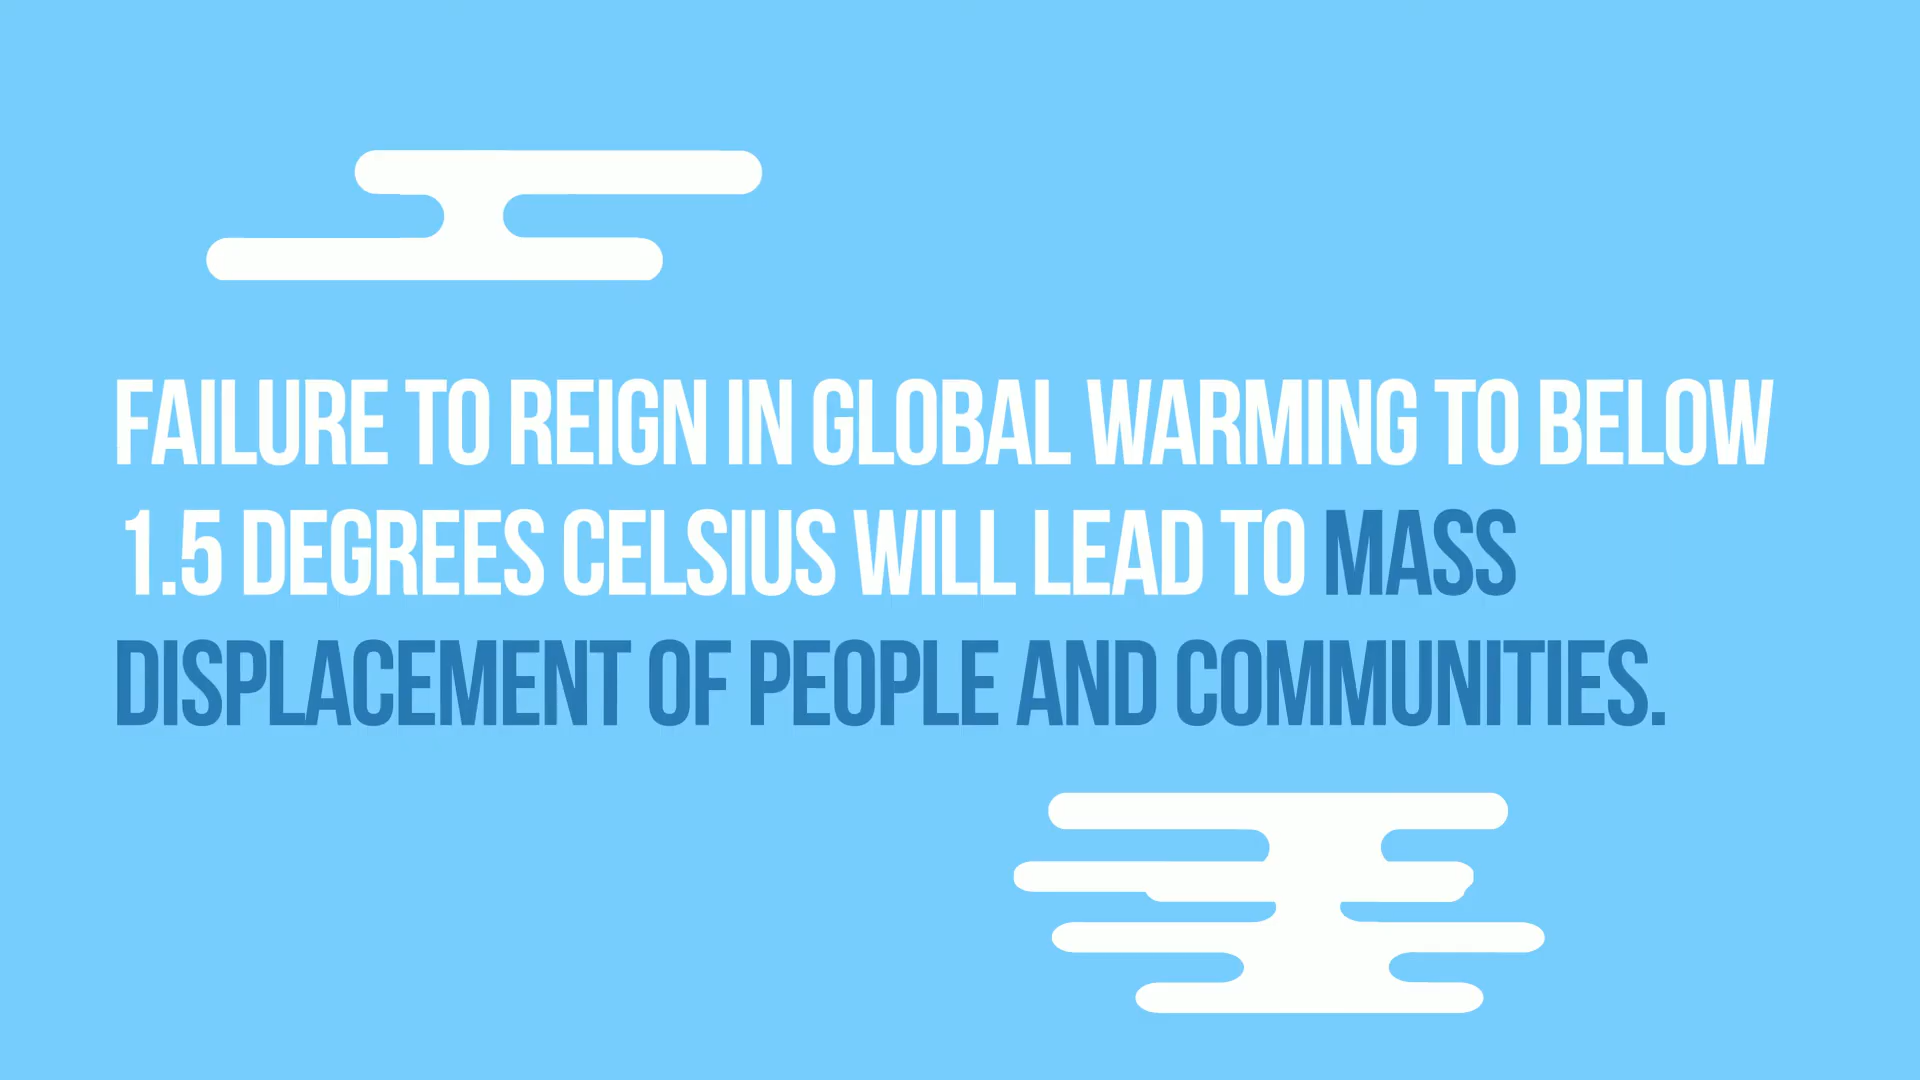 FAILURE TO REIGN IN GLOBAL WARMING TO BELOW
1.5 DEGREES CELSIUS WILL LEAD TO MASS
DISPLACEMENT OF PEOPLE AND COMMUNITIES.